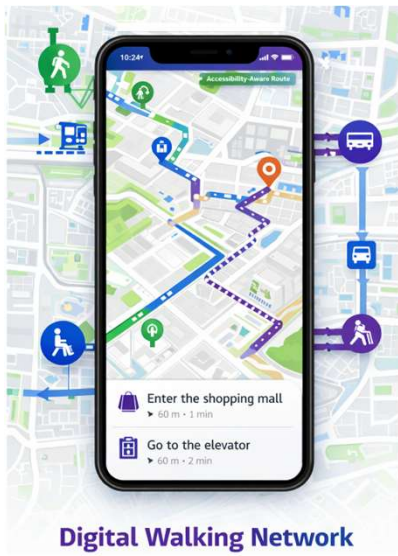 10:24
Accessibility-Aware Route
Enter the shopping mall
60 m • 1 min
Go to the elevator
60 m • 2 min
Digital Walking Network